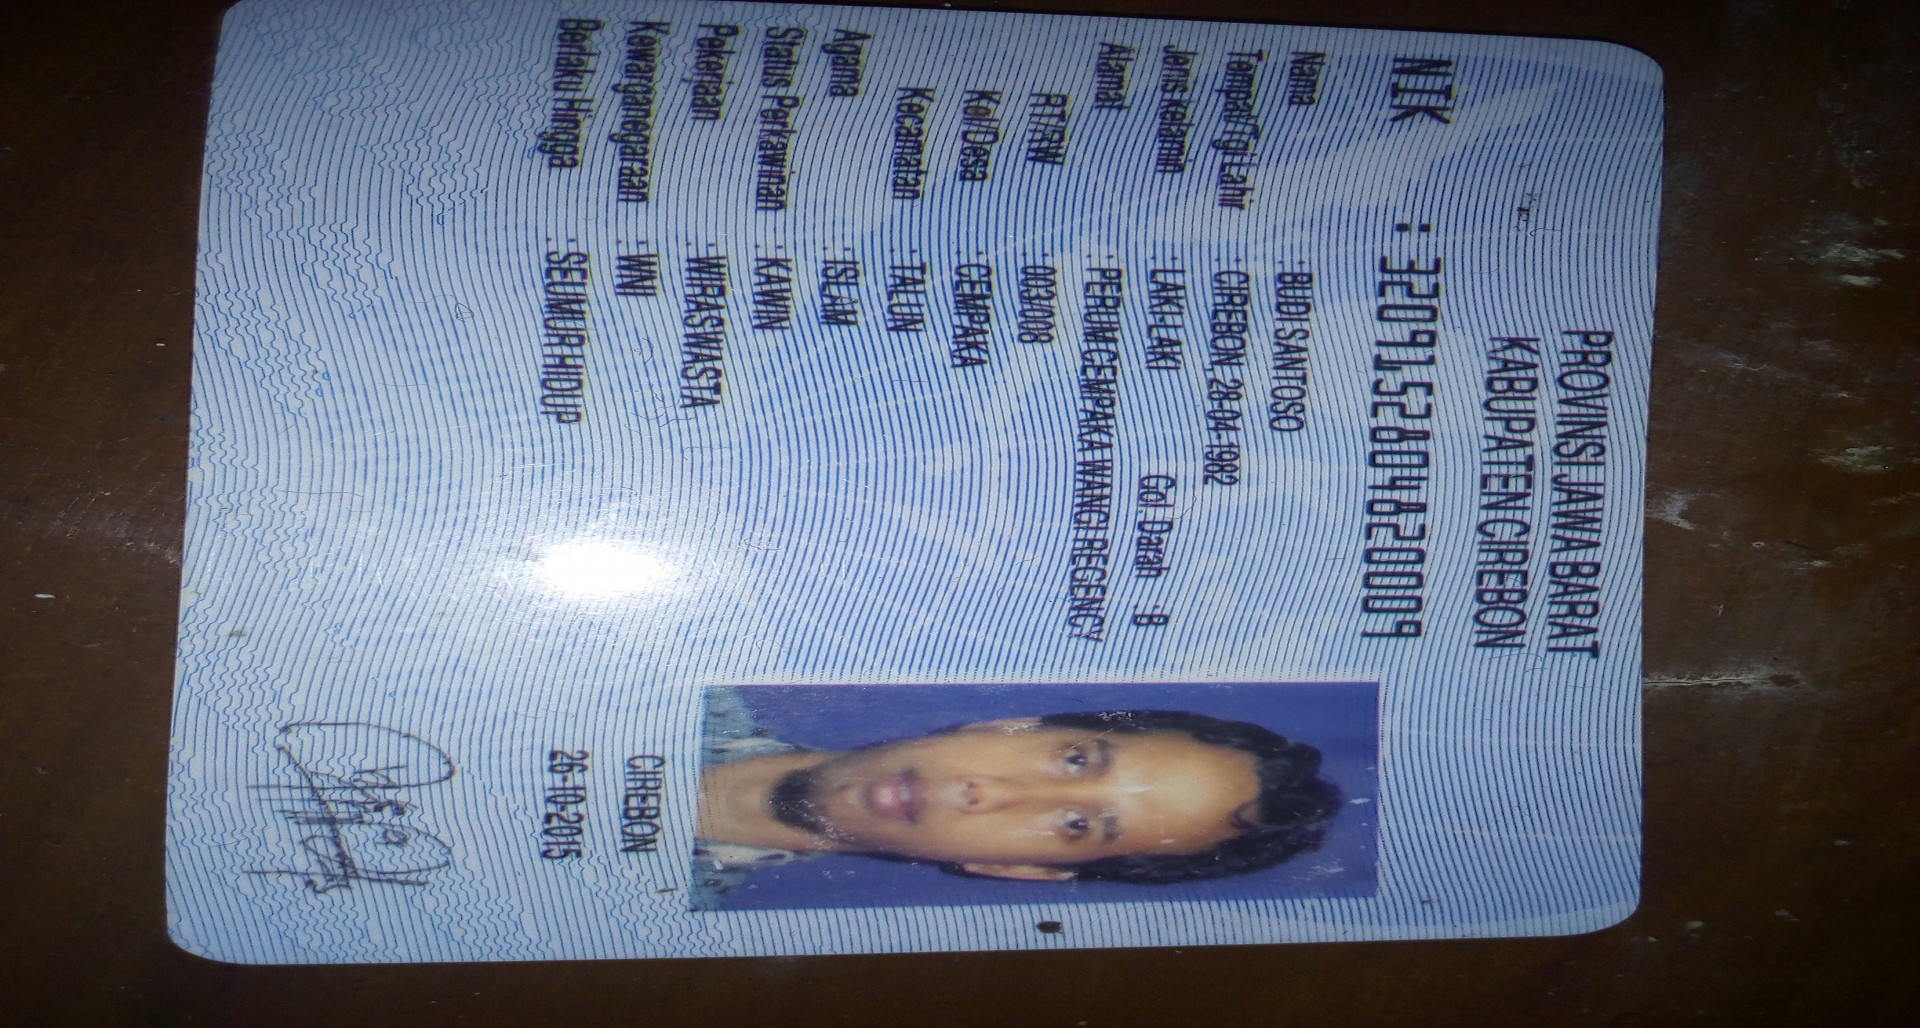 PROVINSI JAWA BARAT
KABUPATEN CIREBON
NIK : 3209152804820009
Nama : BUDI SANTOSO
Tempat/Tgl Lahir : CIREBON, 28-04-1982
Jenis kelamin : LAKI-LAKI Gol. Darah : B
Alamat : PERUM CEMPAKA WANGI REGENCY
RT/RW : 003/008
Kel/Desa : CEMPAKA
Kecamatan : TALUN
Agama : ISLAM
Status Perkawinan : KAWIN
Pekerjaan : WIRASWASTA
Kewarganegaraan : WNI
Berlaku Hingga : SEUMUR HIDUP
CIREBON
26-10-2015